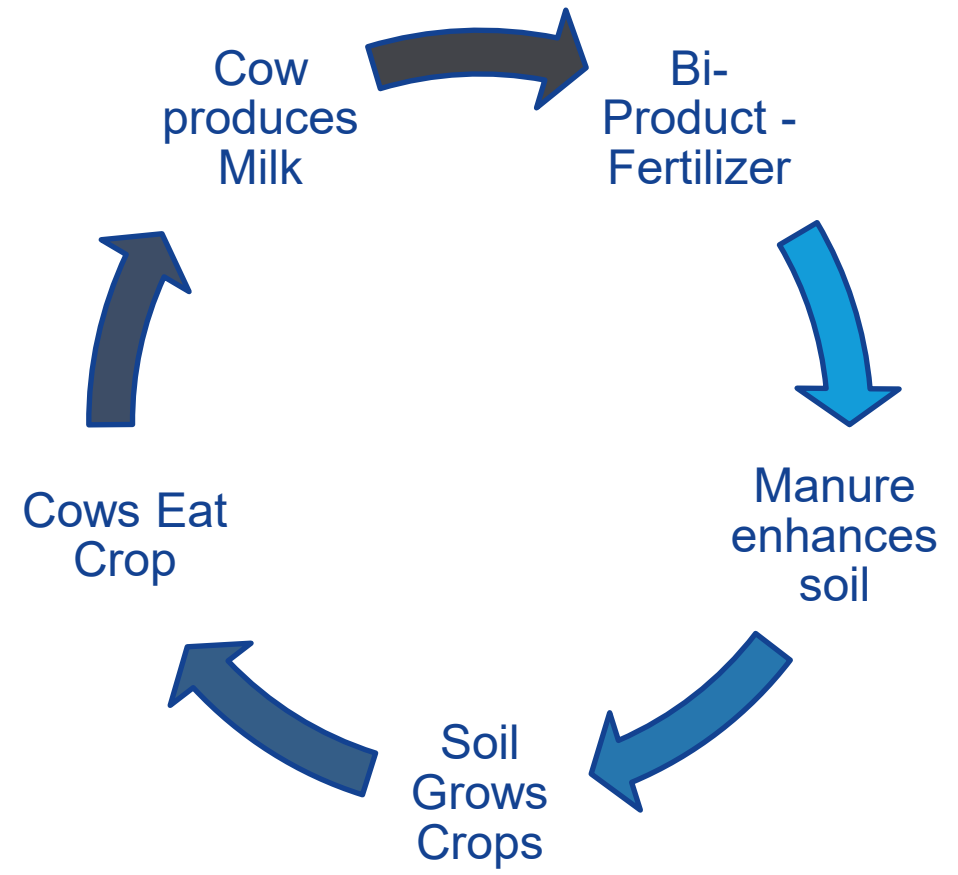 Cow
produces
Milk
Bi-
Product -
Fertilizer
Manure
enhances
soil
Soil
Grows
Crops
Cows Eat
Crop